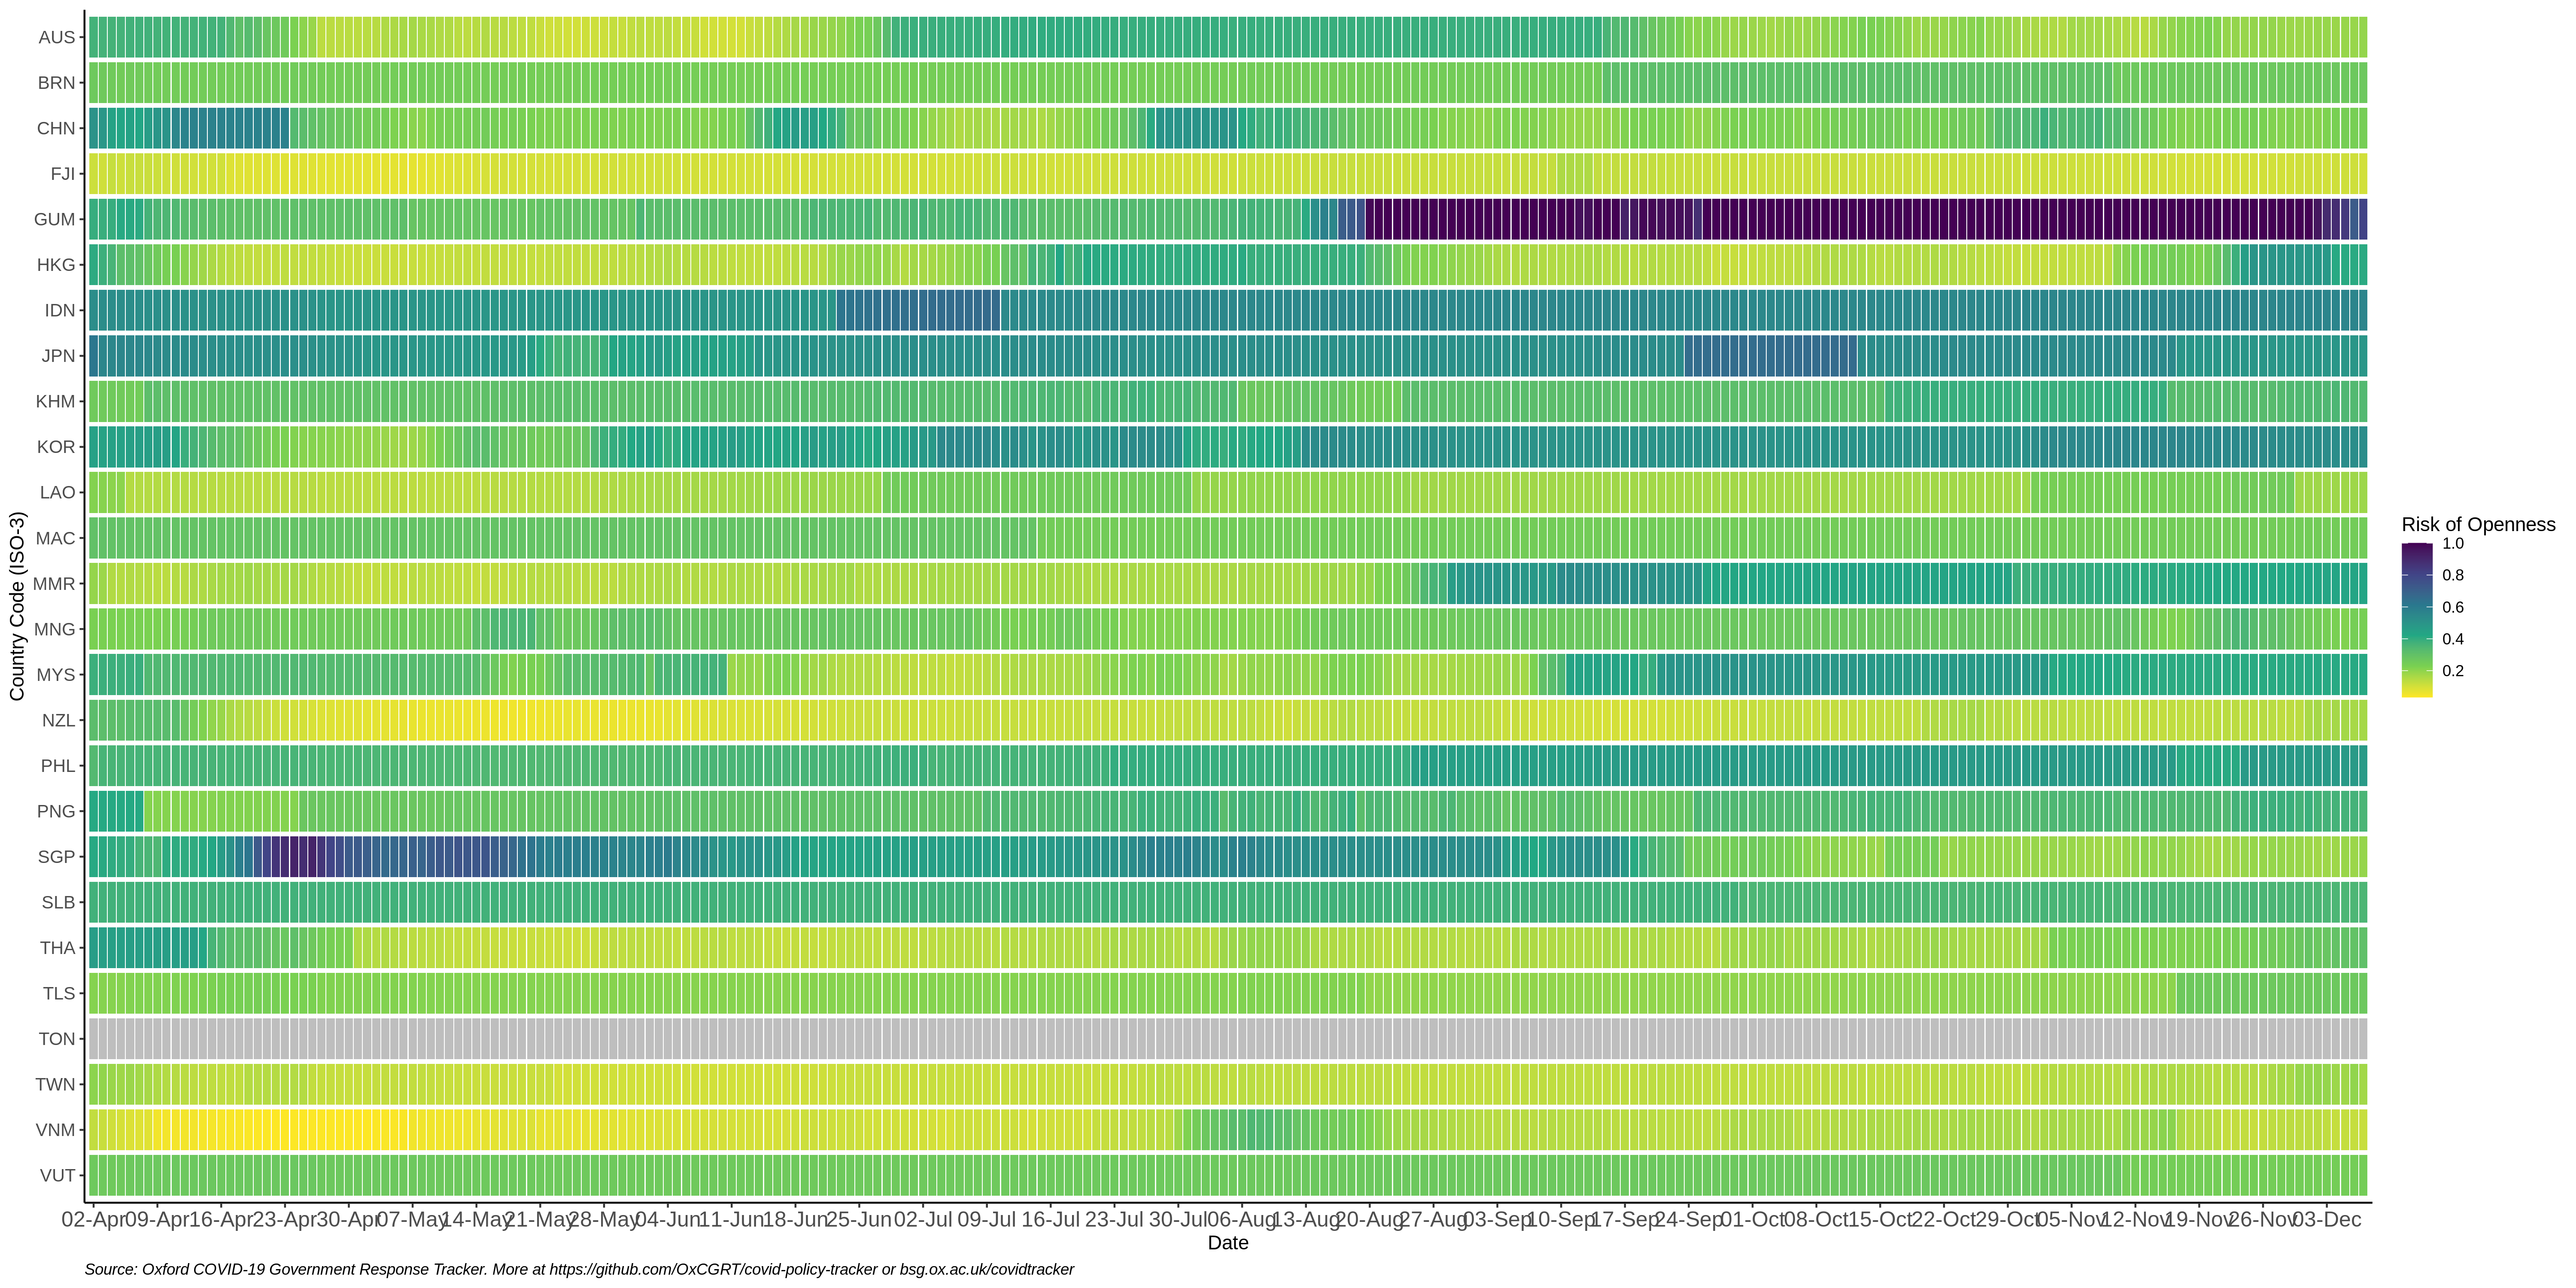 AUS
BRN
CHN
FJI
GUM
HKG
IDN
JPN
KHM
KOR
LAO
MAC
MMR
MNG
MYS
NZL
PHL
PNG
SGP
SLB
THA
TLS
TON
TWN
VNM
VUT
Country Code (ISO-3)
02-Apr 09-Apr 16-Apr 23-Apr 30-Apr 07-May 14-May 21-May 28-May 04-Jun 11-Jun 18-Jun 25-Jun 02-Jul 09-Jul 16-Jul 23-Jul 30-Jul 06-Aug 13-Aug 20-Aug 27-Aug 03-Sep 10-Sep 17-Sep 24-Sep 01-Oct 08-Oct 15-Oct 22-Oct 29-Oct 05-Nov 12-Nov 19-Nov 26-Nov 03-Dec
Date
Risk of Openness
1.0
0.8
0.6
0.4
0.2
Source: Oxford COVID-19 Government Response Tracker. More at https://github.com/OxCGRT/covid-policy-tracker or bsg.ox.ac.uk/covidtracker